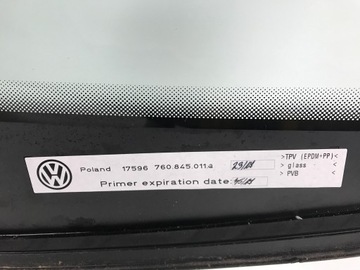 Poland 17596 760.845.011
Primer expiration date:
>TPV (EPDM+PP)<
> glass <
> PVB <